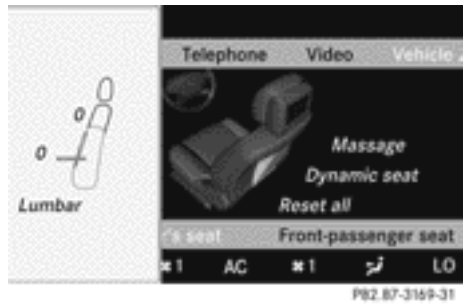 Telephone Video Vehicle
0
0
Massage
Dynamic seat
Lumbar
Reset all
's seat Front-passenger seat
1 AC 1 LO
P82.87-3169-31